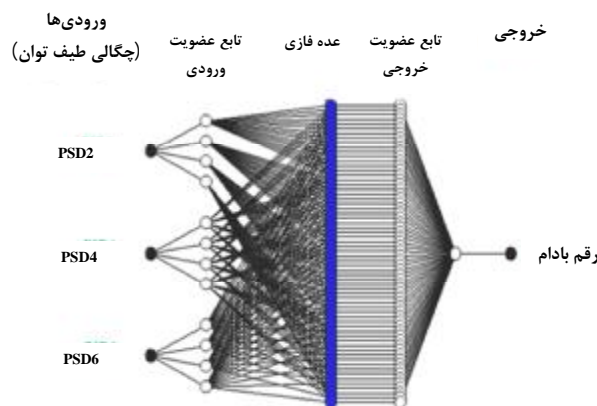 ورودی‌ها
(چگالی طیف توان)
تابع عضویت
ورودی
عده فازی
تابع عضویت
خروجی
خروجی
PSD2
PSD4
PSD6
رقم بادام